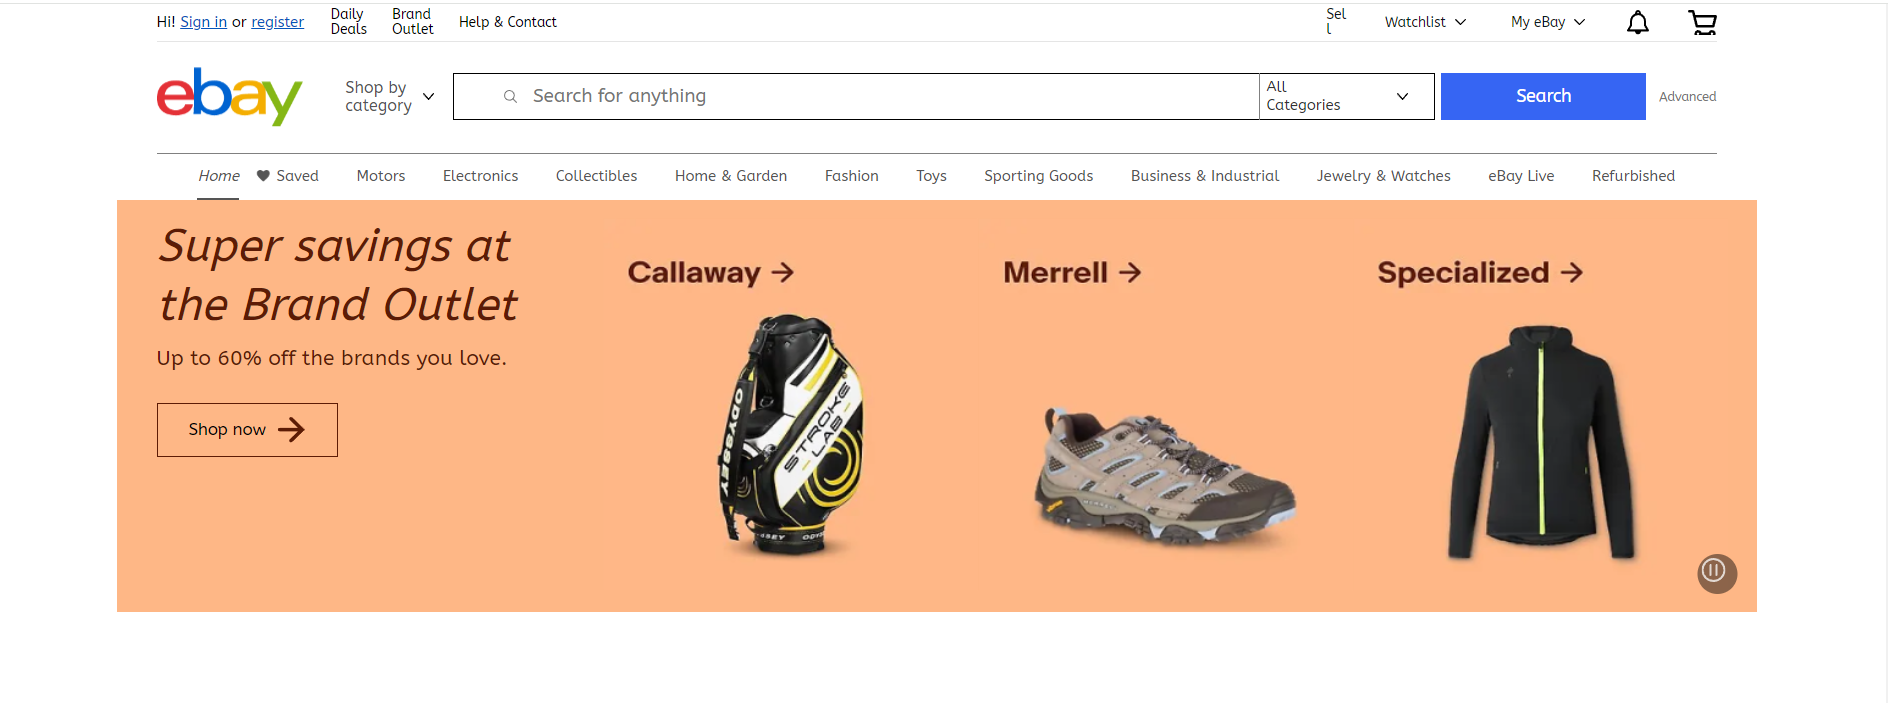 Hi! Sign in or register
Daily
Deals
Brand
Outlet
Help & Contact
Sel
l
Watchlist
My eBay
ebay
Shop by
category
Search for anything
All
Categories
Search
Advanced
Home
Saved
Motors
Electronics
Collectibles
Home & Garden
Fashion
Toys
Sporting Goods
Business & Industrial
Jewelry & Watches
eBay Live
Refurbished
Super savings at
the Brand Outlet
Up to 60% off the brands you love.
Shop now
Callaway
ODYSSEY
STROKE
LAB
Merrell
Specialized